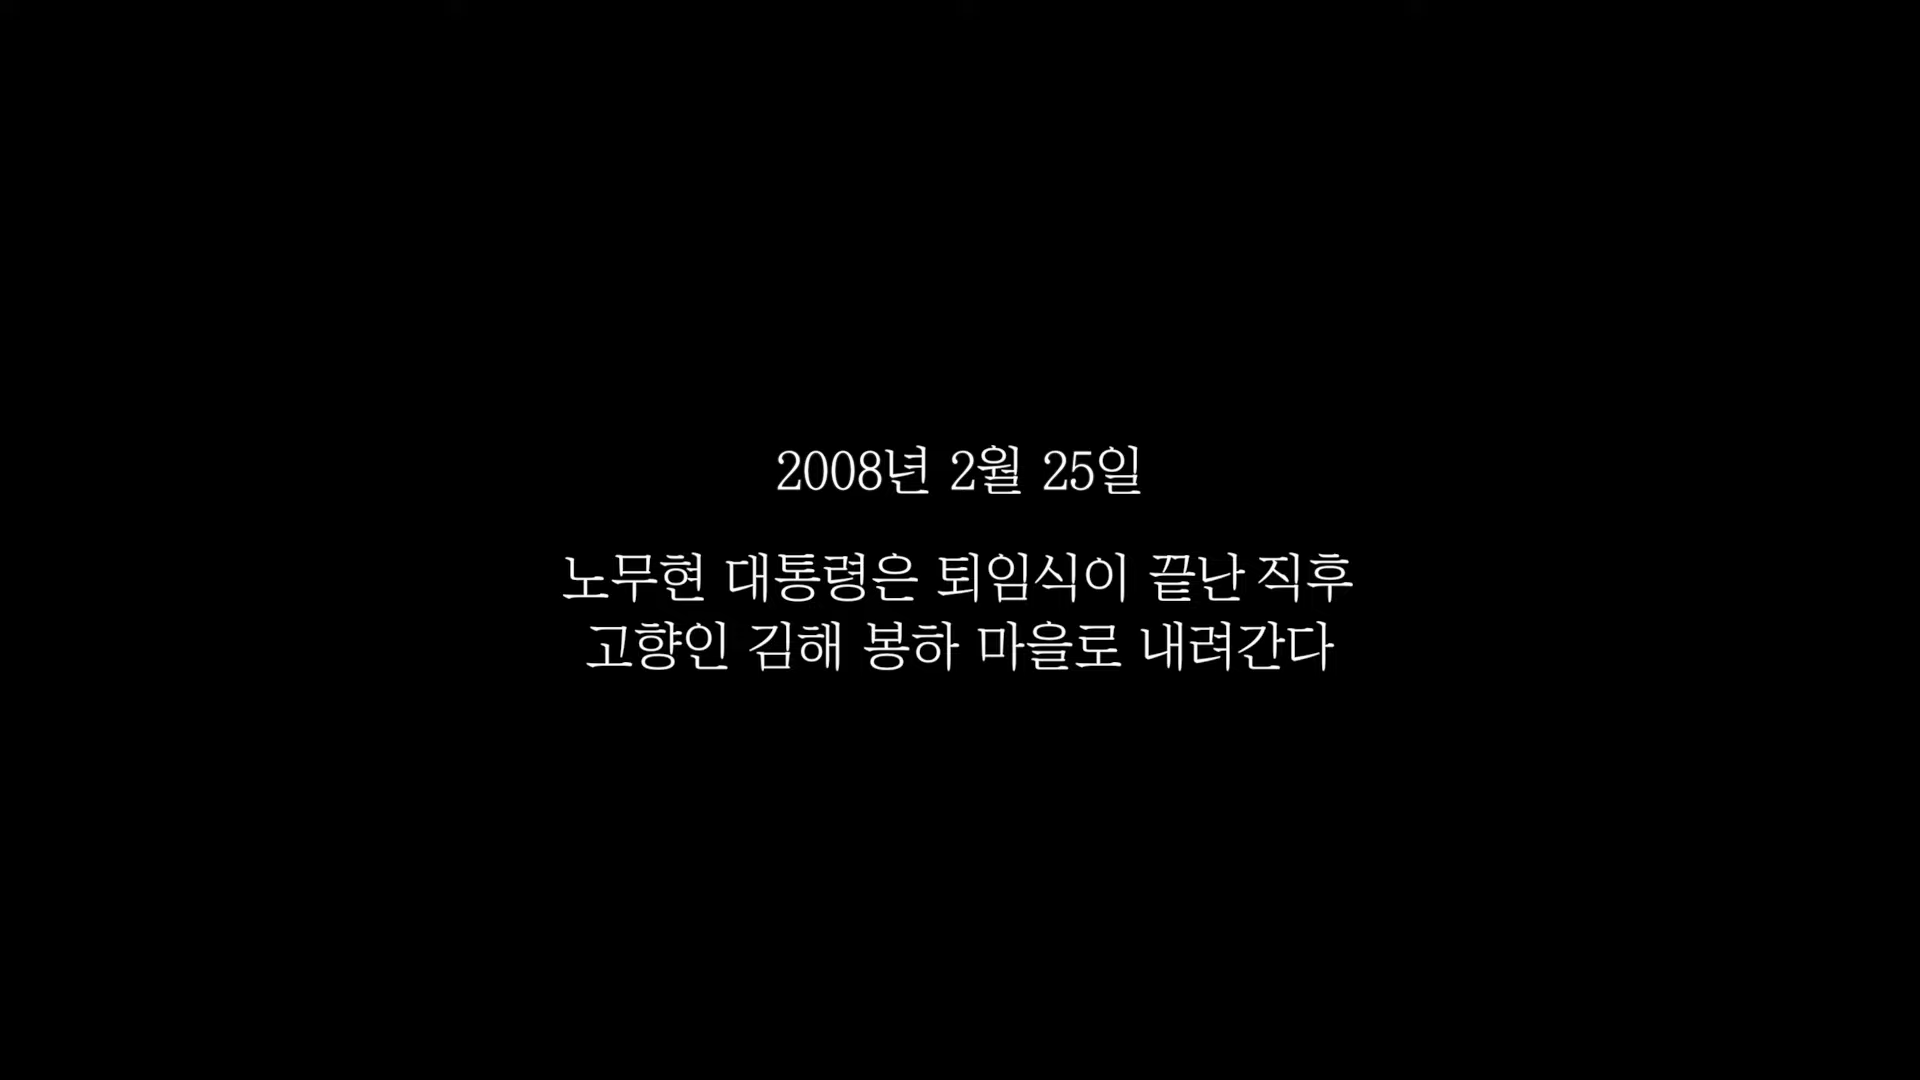 2008년 2월 25일
노무현 대통령은 퇴임식이 끝난 직후
고향인 김해 봉하 마을로 내려간다